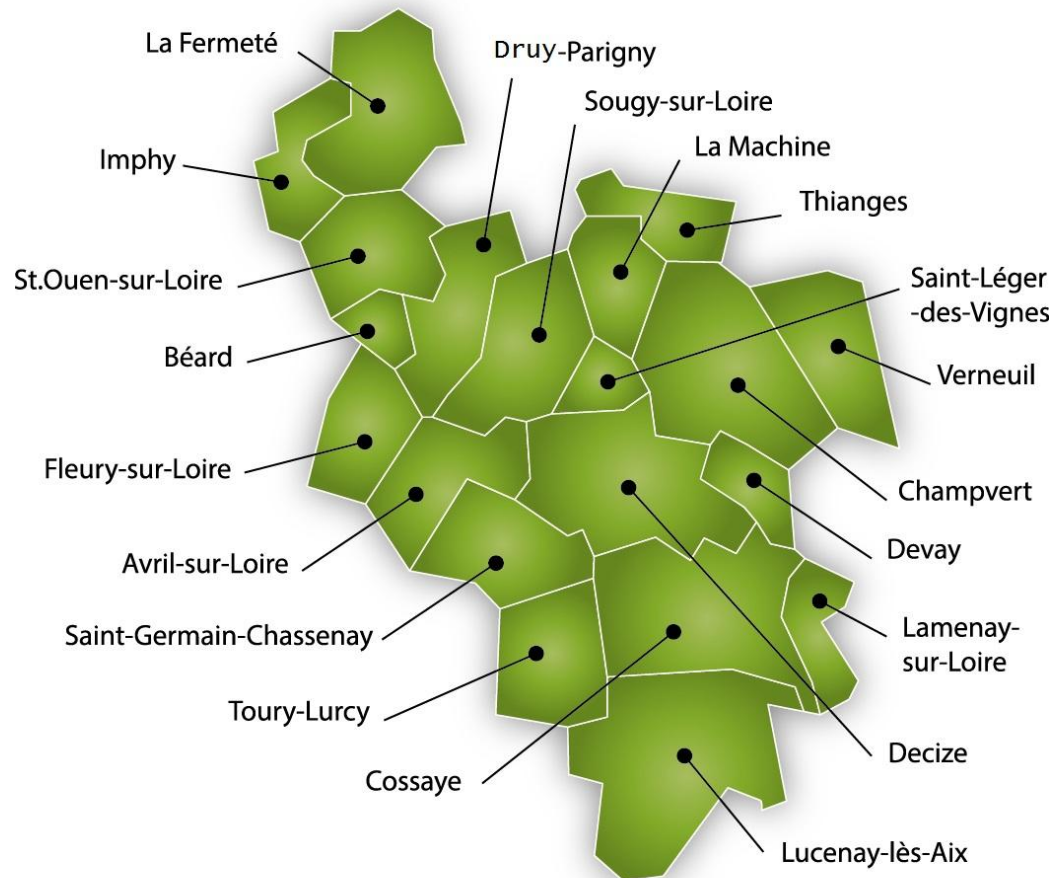 La Fermeté
Druy-Parigny
Sougy-sur-Loire
La Machine
Imphy
Thianges
St.Ouen-sur-Loire
Saint-Léger
-des-Vignes
Béard
Verneuil
Fleury-sur-Loire
Champvert
Avril-sur-Loire
Devay
Saint-Germain-Chassenay
Lamenay-
sur-Loire
Toury-Lurcy
Decize
Cossaye
Lucenay-lès-Aix